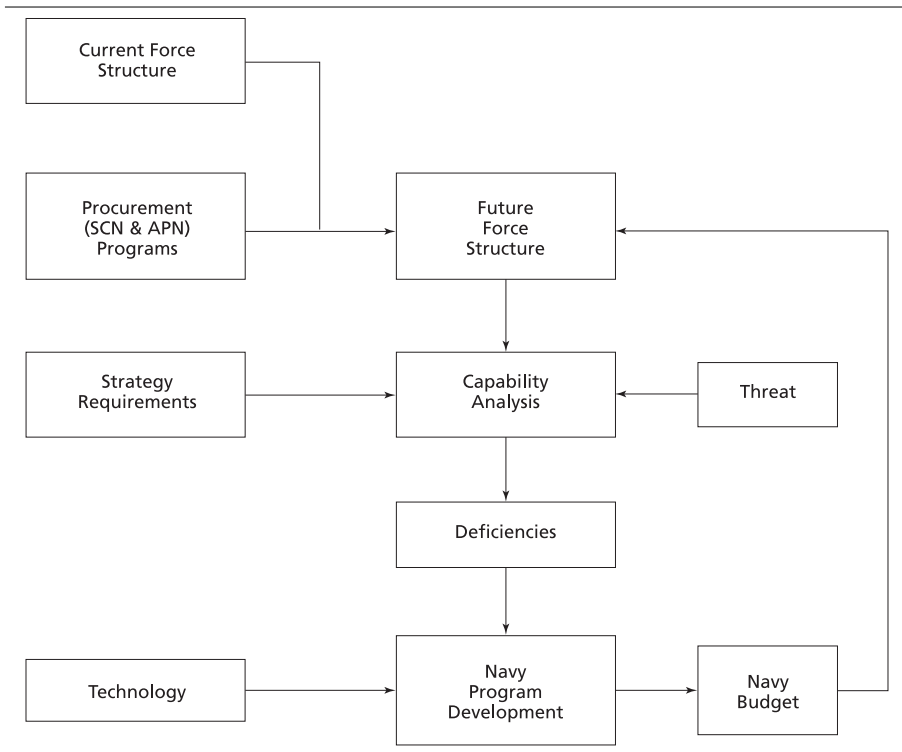 Current Force
Structure
Procurement
(SCN & APN)
Programs
Future
Force
Structure
Strategy
Requirements
Capability
Analysis
Threat
Deficiencies
Technology
Navy
Program
Development
Navy
Budget